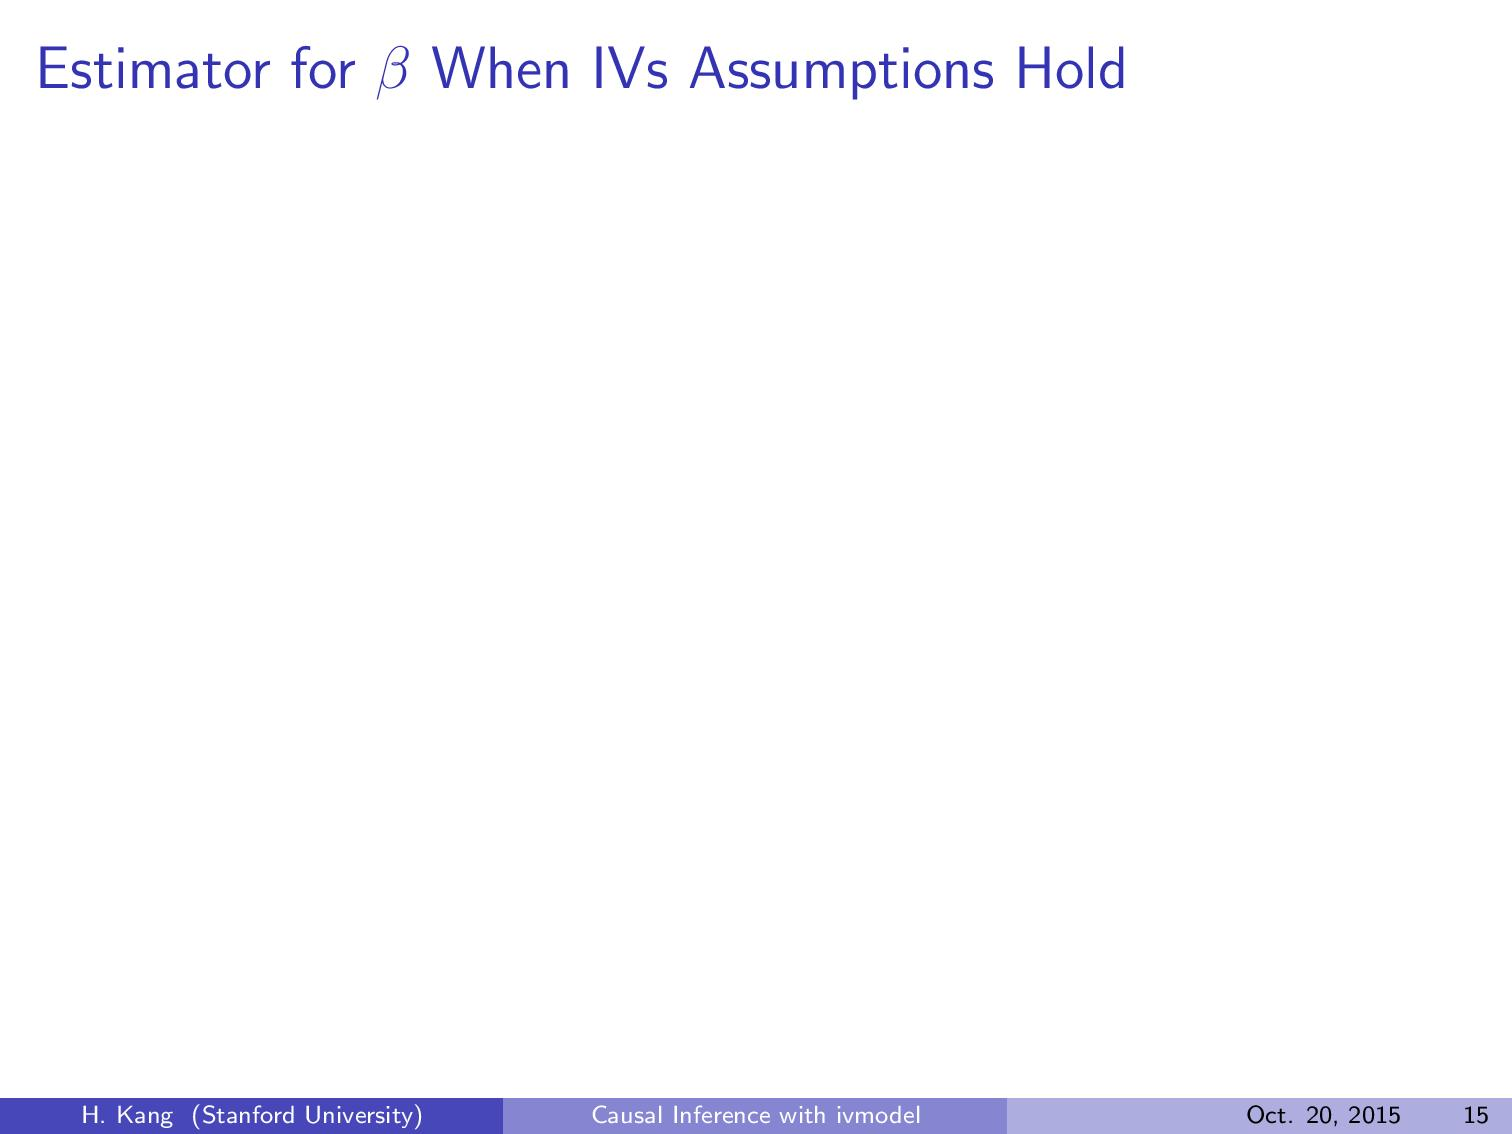 Estimator for β When IVs Assumptions Hold
H. Kang (Stanford University) Causal Inference with ivmodel Oct. 20, 2015 15